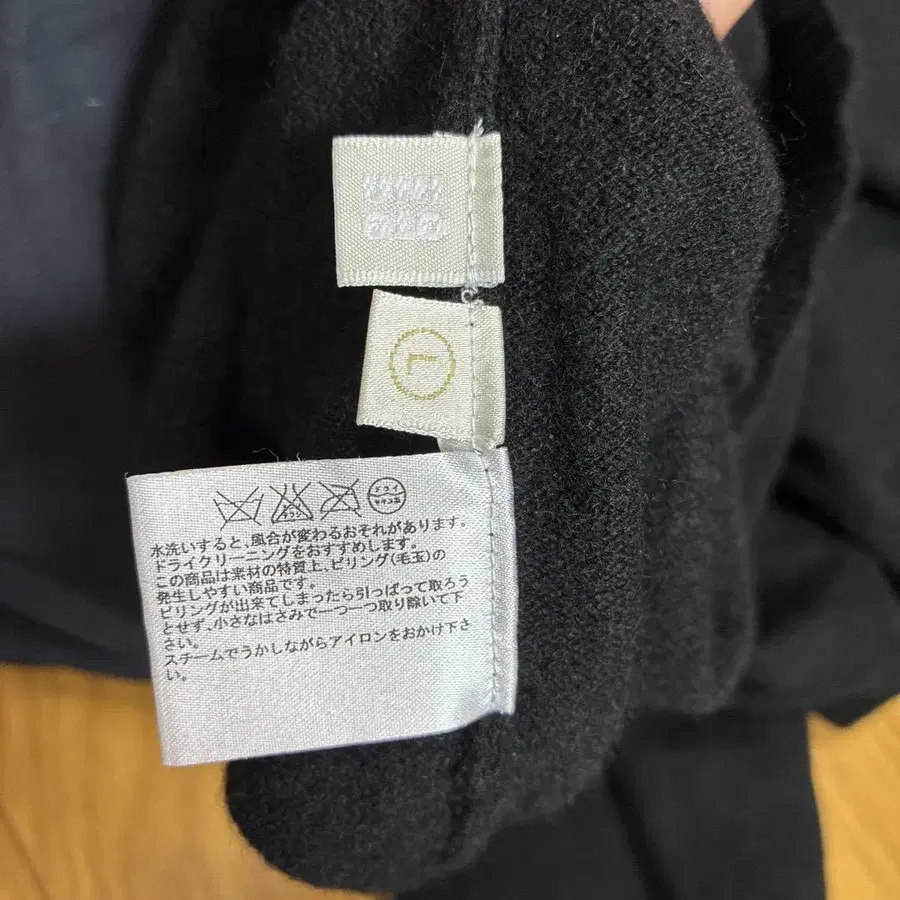 L
ドライ
水洗いすると、風合が変わるおそれがあります。
ドライクリーニングをおすすめします。
この商品は素材の特質上、ピリング(毛玉)の
発生しやすい商品です。
ピリングが出来てしまったら引っぱって取ろう
とせず、小さなはさみで一つ一つ取り除いて下
さい。
スチームでうかしながらアイロンをおかけ下さ
い。